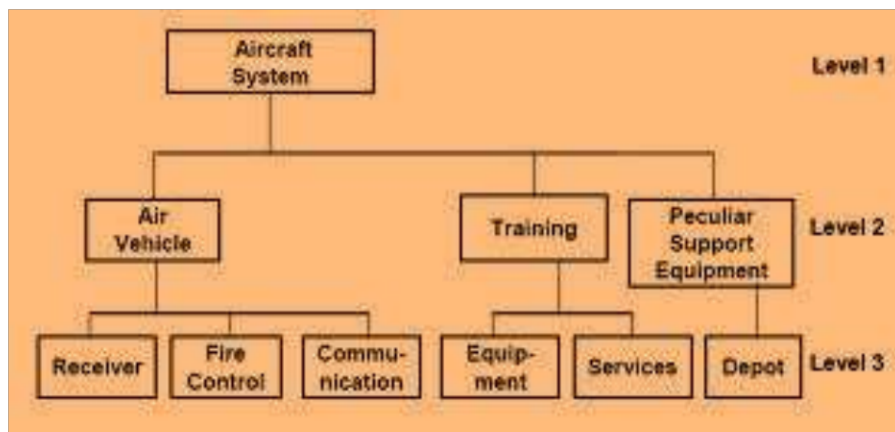 Aircraft
System
Level 1
Air
Vehicle
Training
Peculiar
Support
Equipment
Level 2
Receiver
Fire
Control
Commu-
nication
Equip-
ment
Services
Depot
Level 3